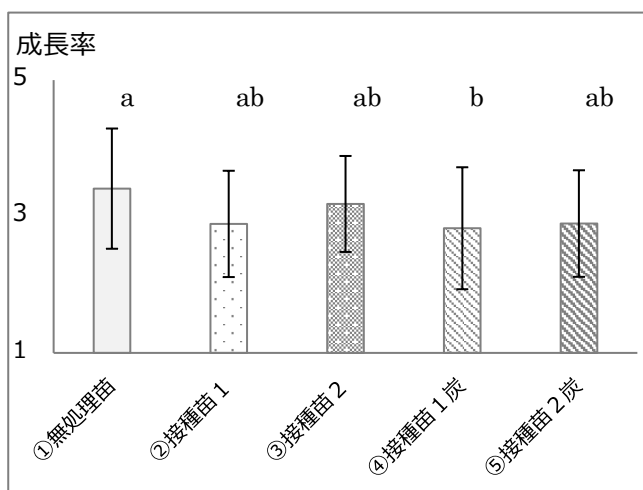 成長率
5
a ab ab b ab
3
1
①無処理苗
②接種苗１
③接種苗２
④接種苗１炭
⑤接種苗２炭